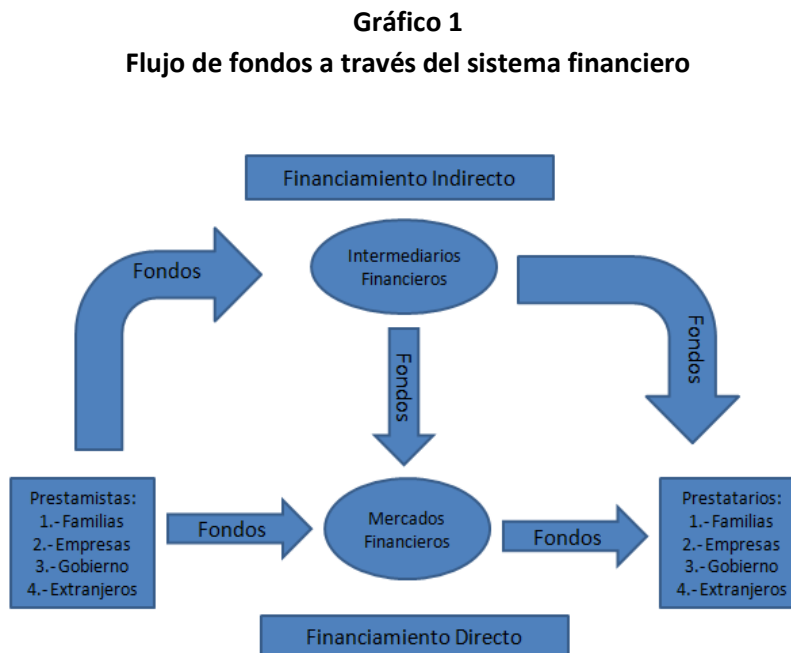 Gráfico 1
Flujo de fondos a través del sistema financiero
Financiamiento Indirecto
Fondos
Intermediarios
Financieros
Fondos
Fondos
Prestamistas:
1.-Familias
2.-Empresas
3.-Gobierno
4.-Extranjeros
Fondos
Mercados
Financieros
Fondos
Prestatarios:
1.-Familias
2.-Empresas
3.-Gobierno
4.-Extranjeros
Financiamiento Directo